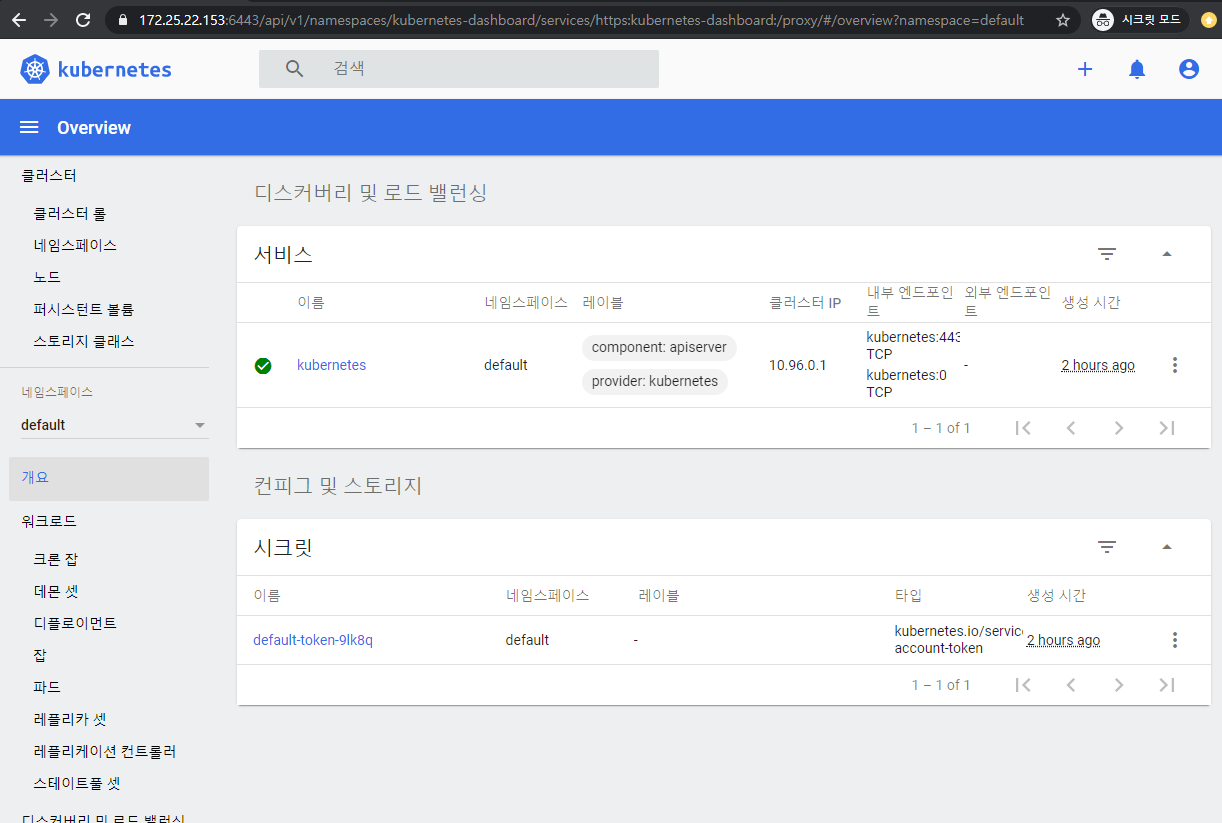 172.25.22.153:6443/api/v1/namespaces/kubernetes-dashboard/services/https:kubernetes-dashboard:/proxy/#/overview?namespace=default
시크릿 모드
kubernetes
검색
Overview
클러스터
클러스터 롤
네임스페이스
노드
퍼시스턴트 볼륨
스토리지 클래스
네임스페이스
default
개요
워크로드
크론 잡
데몬 셋
디플로이먼트
잡
파드
레플리카 셋
레플리케이션 컨트롤러
스테이트풀 셋
디스커버리 및 로드 밸런싱
디스커버리 및 로드 밸런싱
서비스
이름 네임스페이스 레이블 클러스터 IP 내부 엔드포인트 외부 엔드포인트 생성 시간
kubernetes default component: apiserver provider: kubernetes 10.96.0.1 kubernetes:443 TCP kubernetes:0 TCP - 2 hours ago
1 – 1 of 1
컨피그 및 스토리지
시크릿
이름 네임스페이스 레이블 타입 생성 시간
default-token-9lk8q default - kubernetes.io/service account-token 2 hours ago
1 – 1 of 1